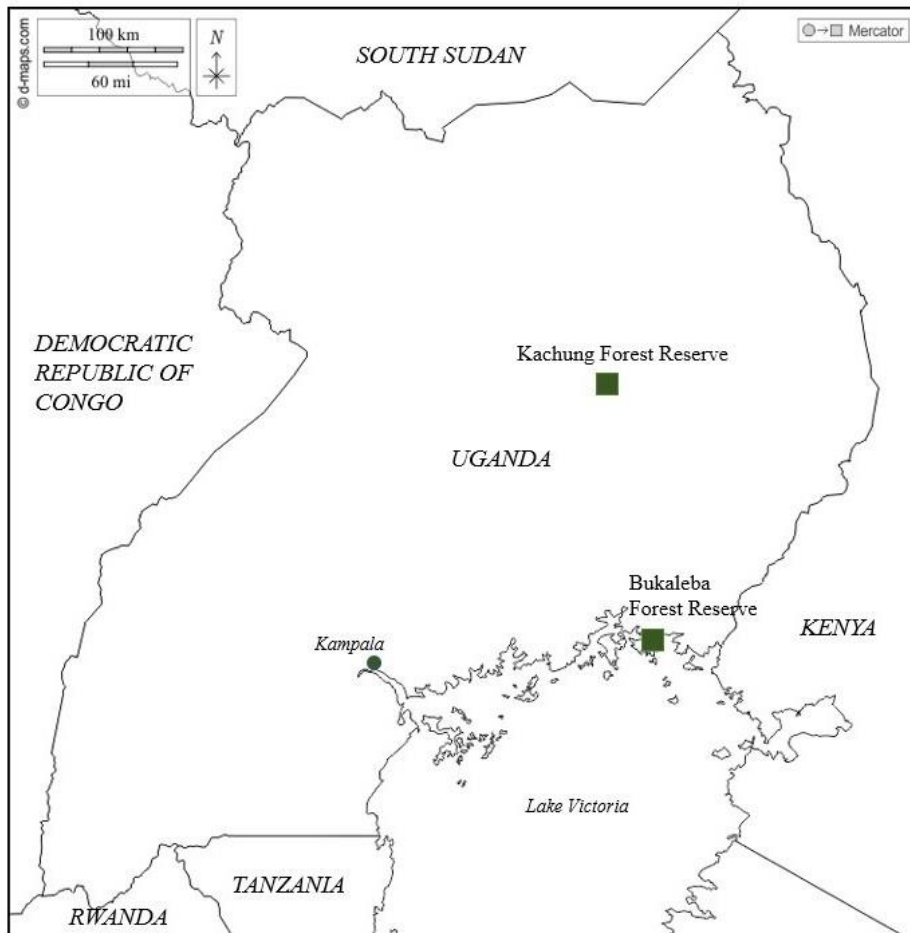 100 km
60 mi
© d-maps.com
N
Mercator
SOUTH SUDAN
DEMOCRATIC
REPUBLIC OF
CONGO
Kachung Forest Reserve
UGANDA
Bukaleba
Forest Reserve
KENYA
Kampala
Lake Victoria
TANZANIA
RWANDA